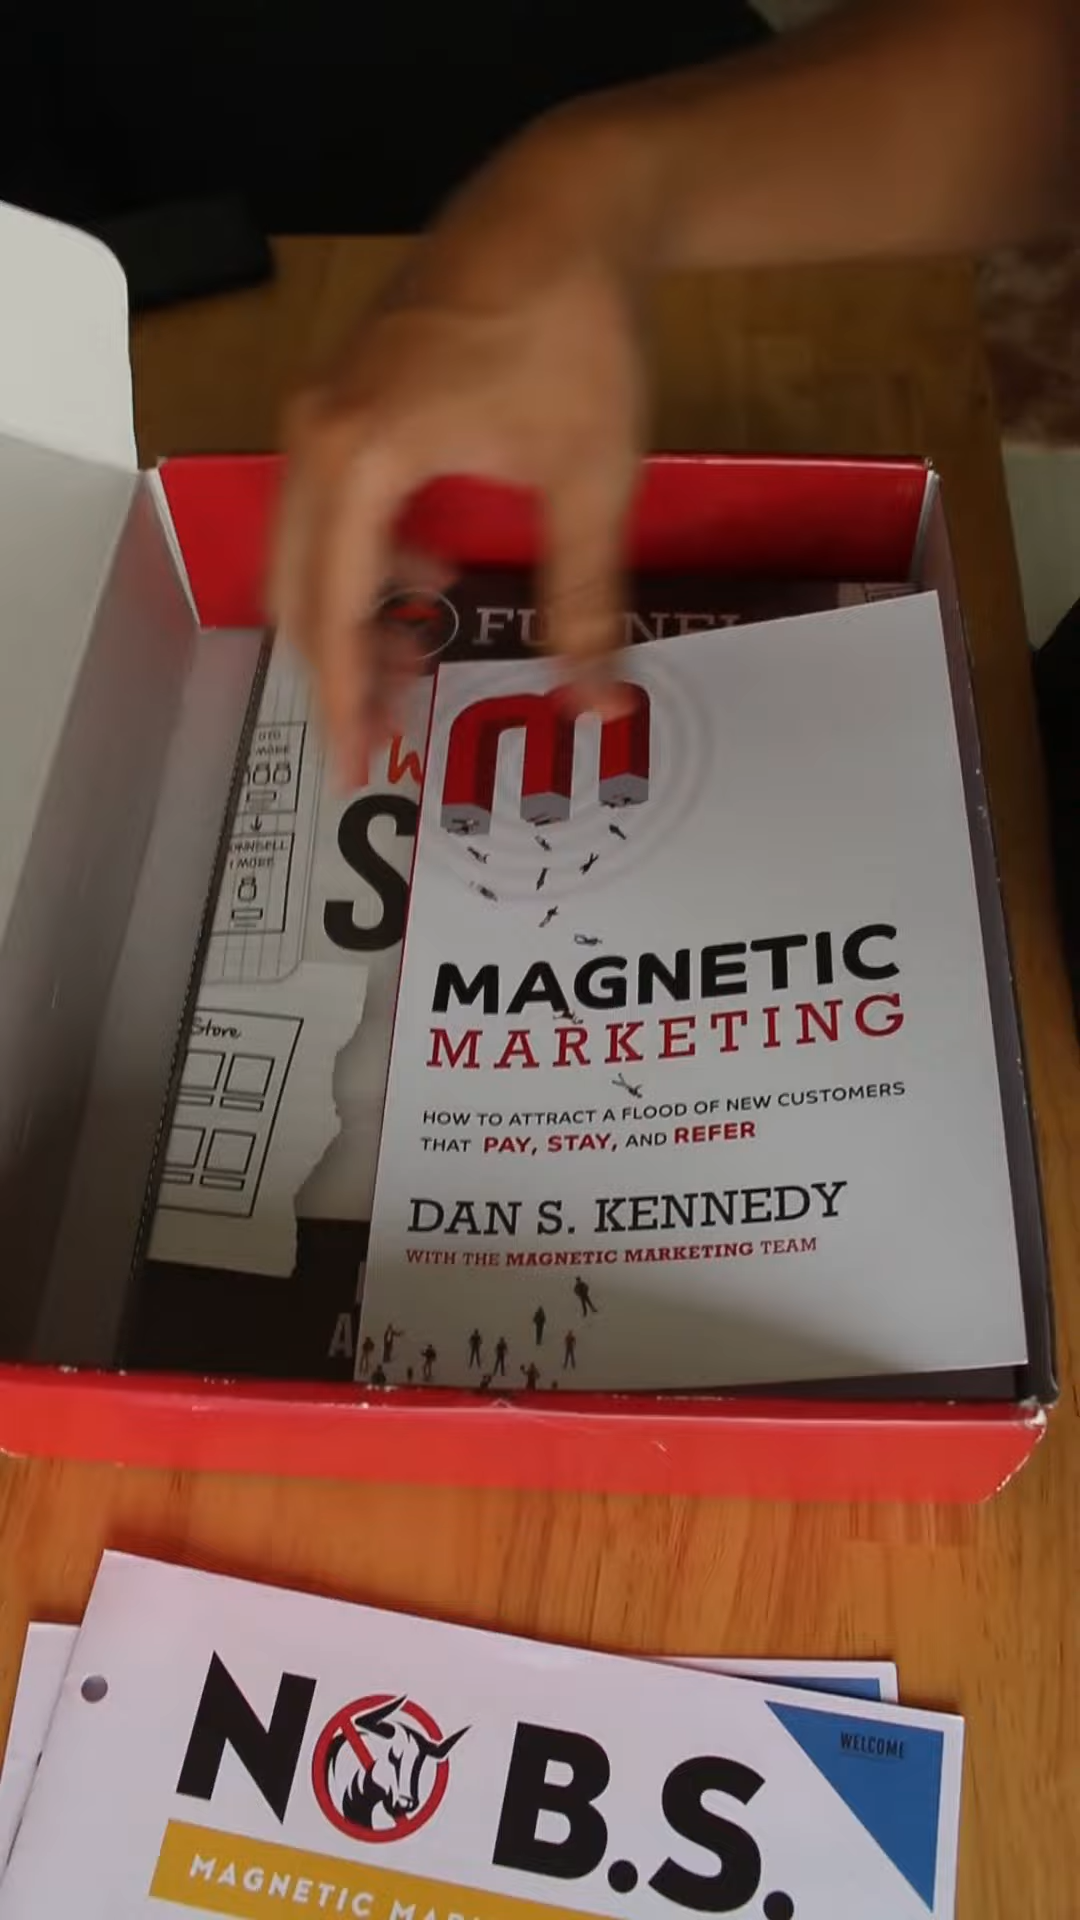 MAGNETIC
MARKETING
HOW TO ATTRACT A FLOOD OF NEW CUSTOMERS
THAT PAY, STAY, AND REFER
DAN S. KENNEDY
WITH THE MAGNETIC MARKETING TEAM
Store
WELCOME
NO B.S.
MAGNETIC